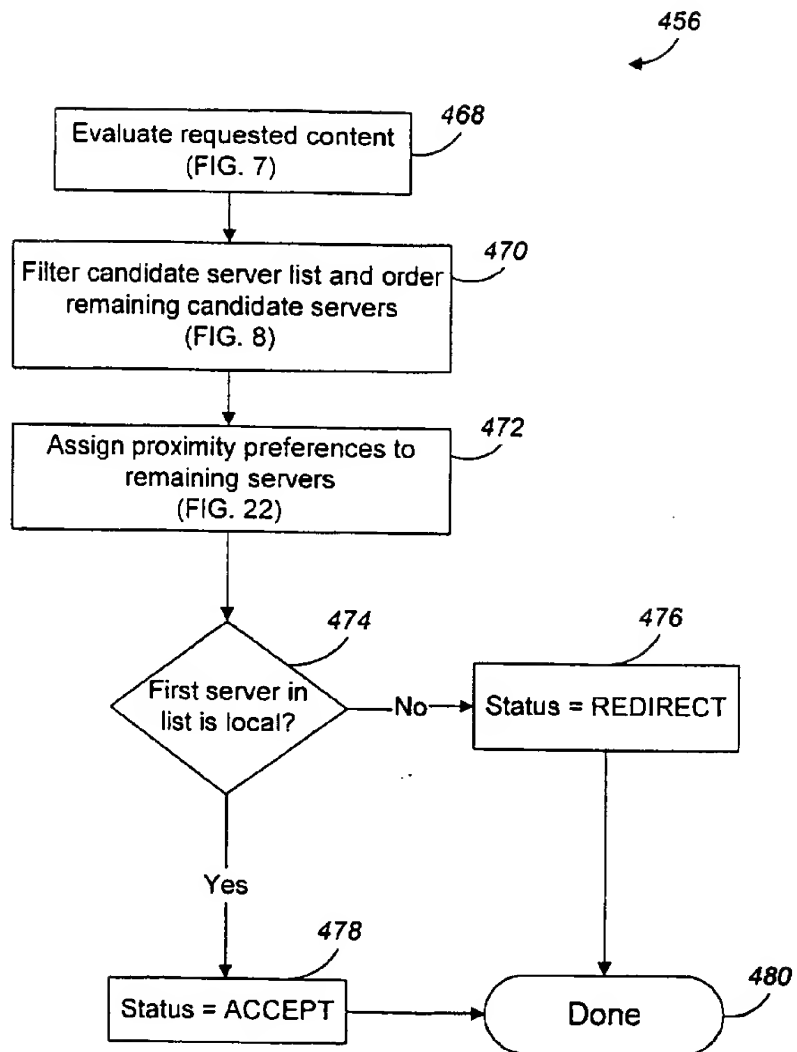 456
468
Evaluate requested content
(FIG. 7)
470
Filter candidate server list and order
remaining candidate servers
(FIG. 8)
472
Assign proximity preferences to
remaining servers
(FIG. 22)
474
First server in
list is local?
No
476
Status = REDIRECT
Yes
478
Status = ACCEPT
Done
480